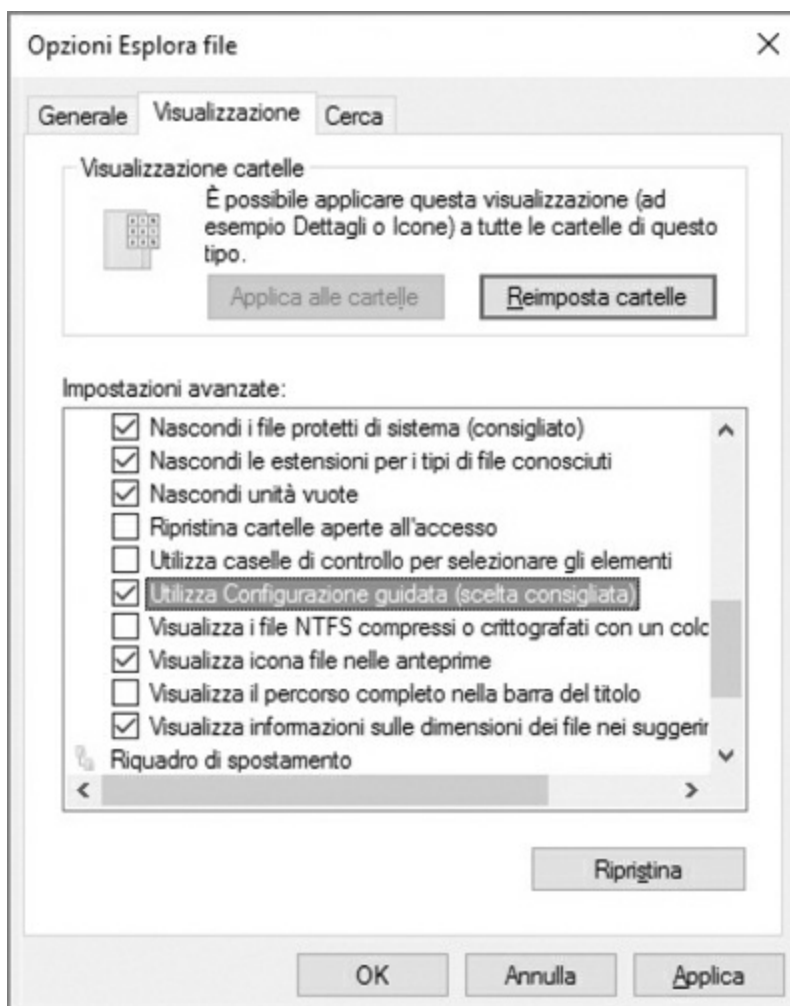 Opzioni Esplora file
Generale Visualizzazione Cerca
Visualizzazione cartelle
È possibile applicare questa visualizzazione (ad
esempio Dettagli o Icone) a tutte le cartelle di questo
tipo.
Applica alle cartelle Reimposta cartelle
Impostazioni avanzate:
Nascondi i file protetti di sistema (consigliato)
Nascondi le estensioni per i tipi di file conosciuti
Nascondi unità vuote
Ripristina cartelle aperte all'accesso
Utilizza caselle di controllo per selezionare gli elementi
Utilizza Configurazione guidata (scelta consigliata)
Visualizza i file NTFS compressi o crittografati con un colo
Visualizza icona file nelle anteprime
Visualizza il percorso completo nella barra del titolo
Visualizza informazioni sulle dimensioni dei file nei suggerir
Riquadro di spostamento
Ripristina
OK Annulla Applica